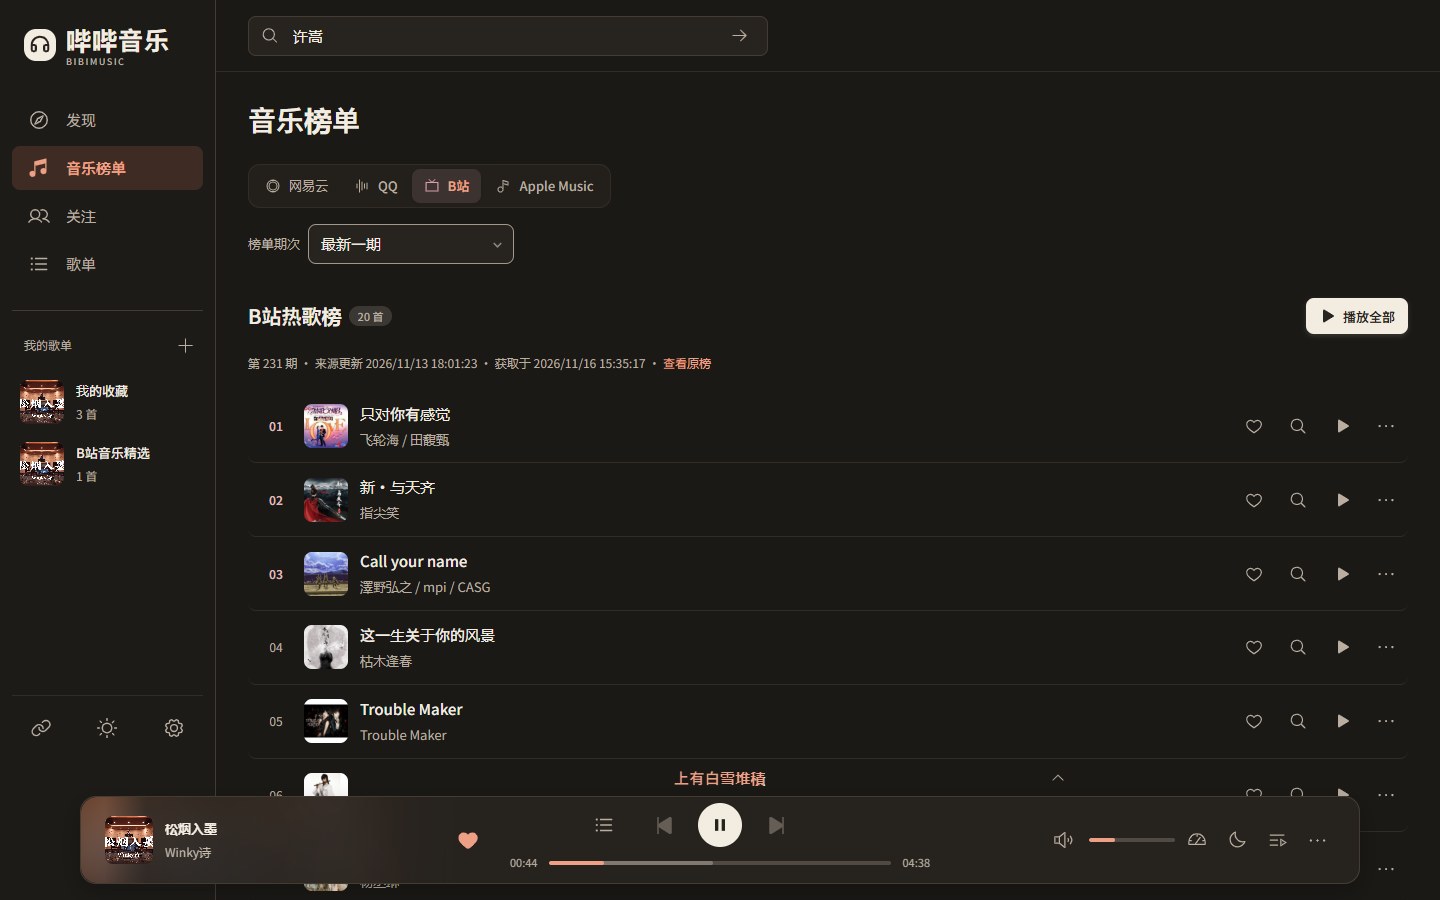 哔哔音乐
BIBIMUSIC
许嵩
发现
音乐榜单
关注
歌单
我的歌单
我的收藏
3 首
B站音乐精选
1 首
音乐榜单
网易云
QQ
B站
Apple Music
榜单期次
最新一期
B站热歌榜
20 首
播放全部
第 231 期 • 来源更新 2026/11/13 18:01:23 • 获取于 2026/11/16 15:35:17 • 查看原榜
01
只对你有感觉
飞轮海 / 田馥甄
02
新·与天齐
指尖笑
03
Call your name
澤野弘之 / mpi / CASG
04
这一生关于你的风景
枯木逢春
05
Trouble Maker
Trouble Maker
06
上有白雪堆積
松烟入墨
Winky诗
00:44
04:38